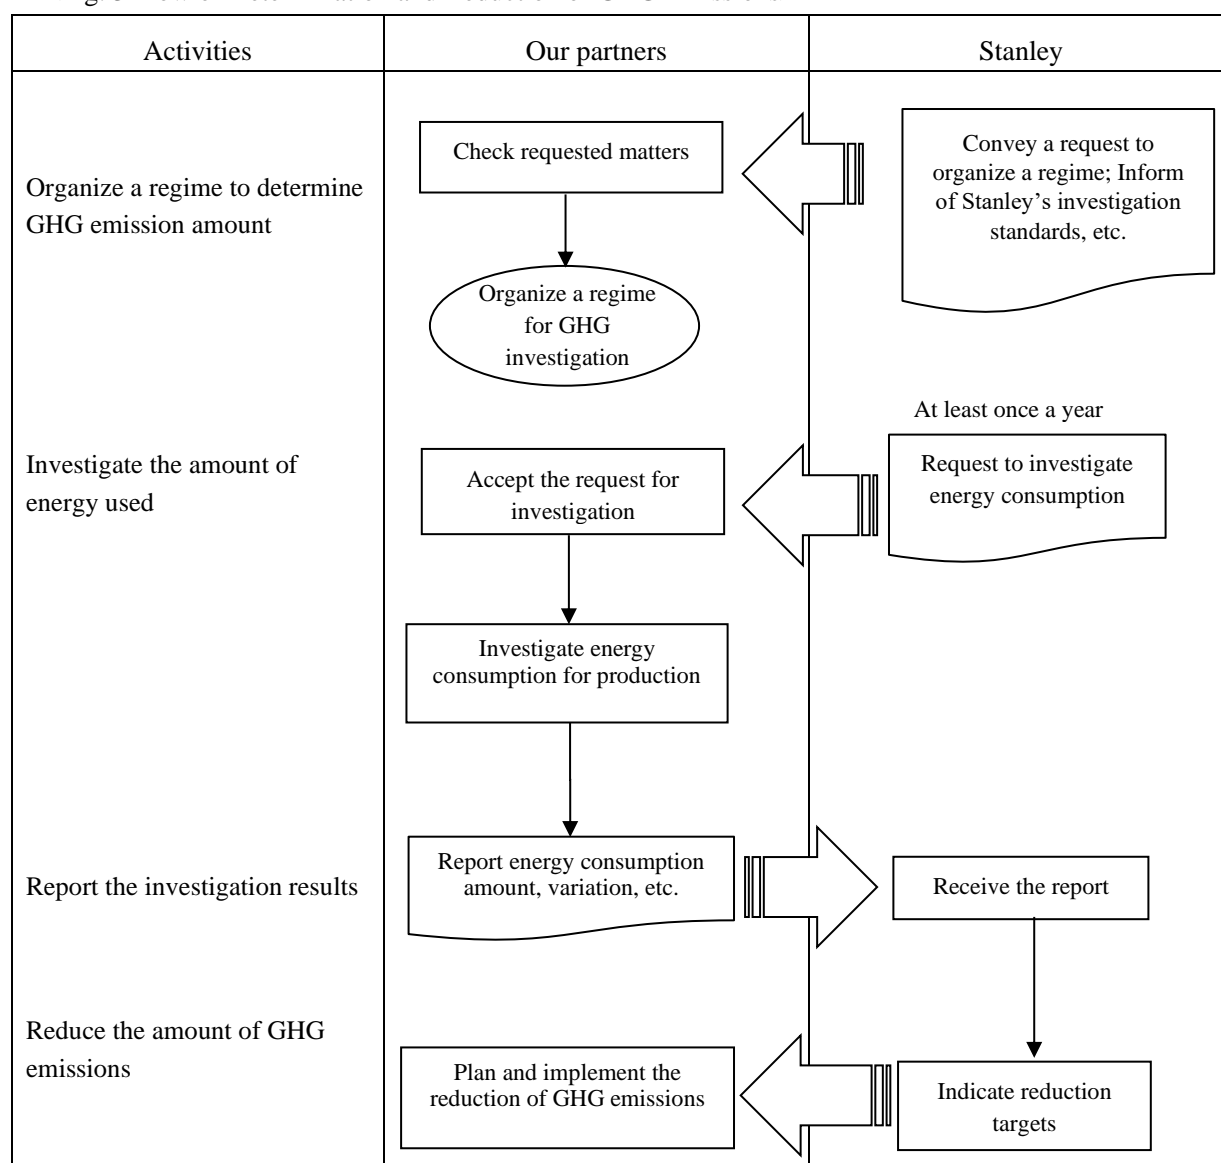 Activities
Our partners
Stanley
Organize a regime to determine
GHG emission amount
Check requested matters
Convey a request to
organize a regime; Inform
of Stanley's investigation
standards, etc.
Organize a regime
for GHG
investigation
At least once a year
Investigate the amount of
energy used
Accept the request for
investigation
Request to investigate
energy consumption
Investigate energy
consumption for production
Report the investigation results
Report energy consumption
amount, variation, etc.
Receive the report
Reduce the amount of GHG
emissions
Plan and implement the
reduction of GHG emissions
Indicate reduction
targets